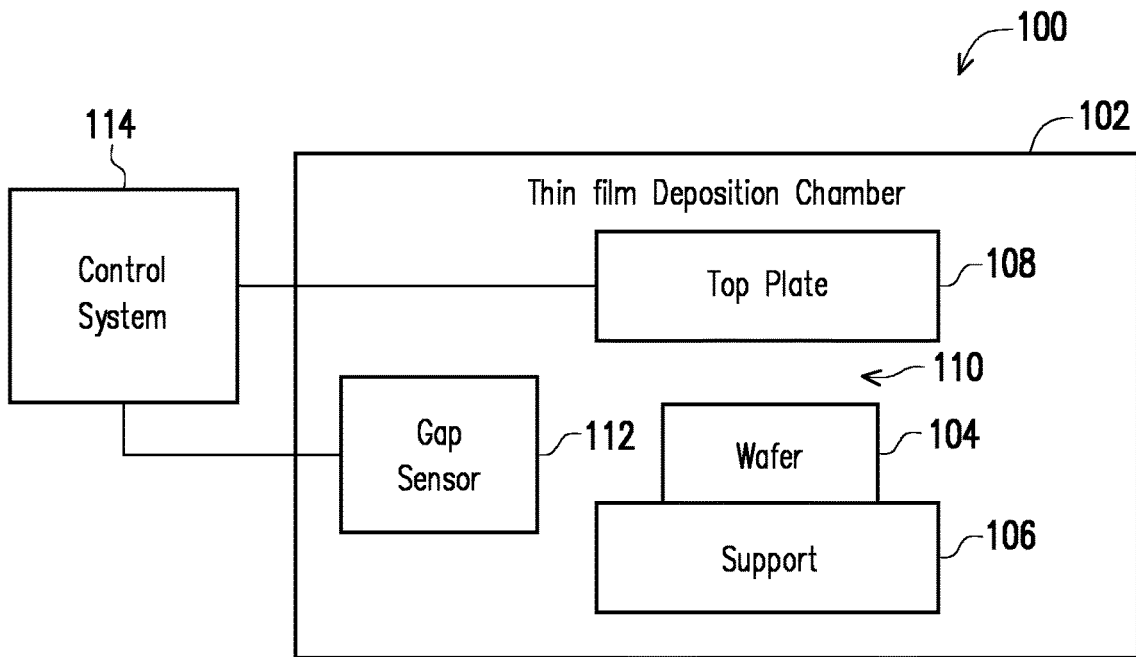 100
102
114
Thin film Deposition Chamber
Control
System
Top Plate
108
110
Gap
Sensor
112
Wafer
104
Support
106